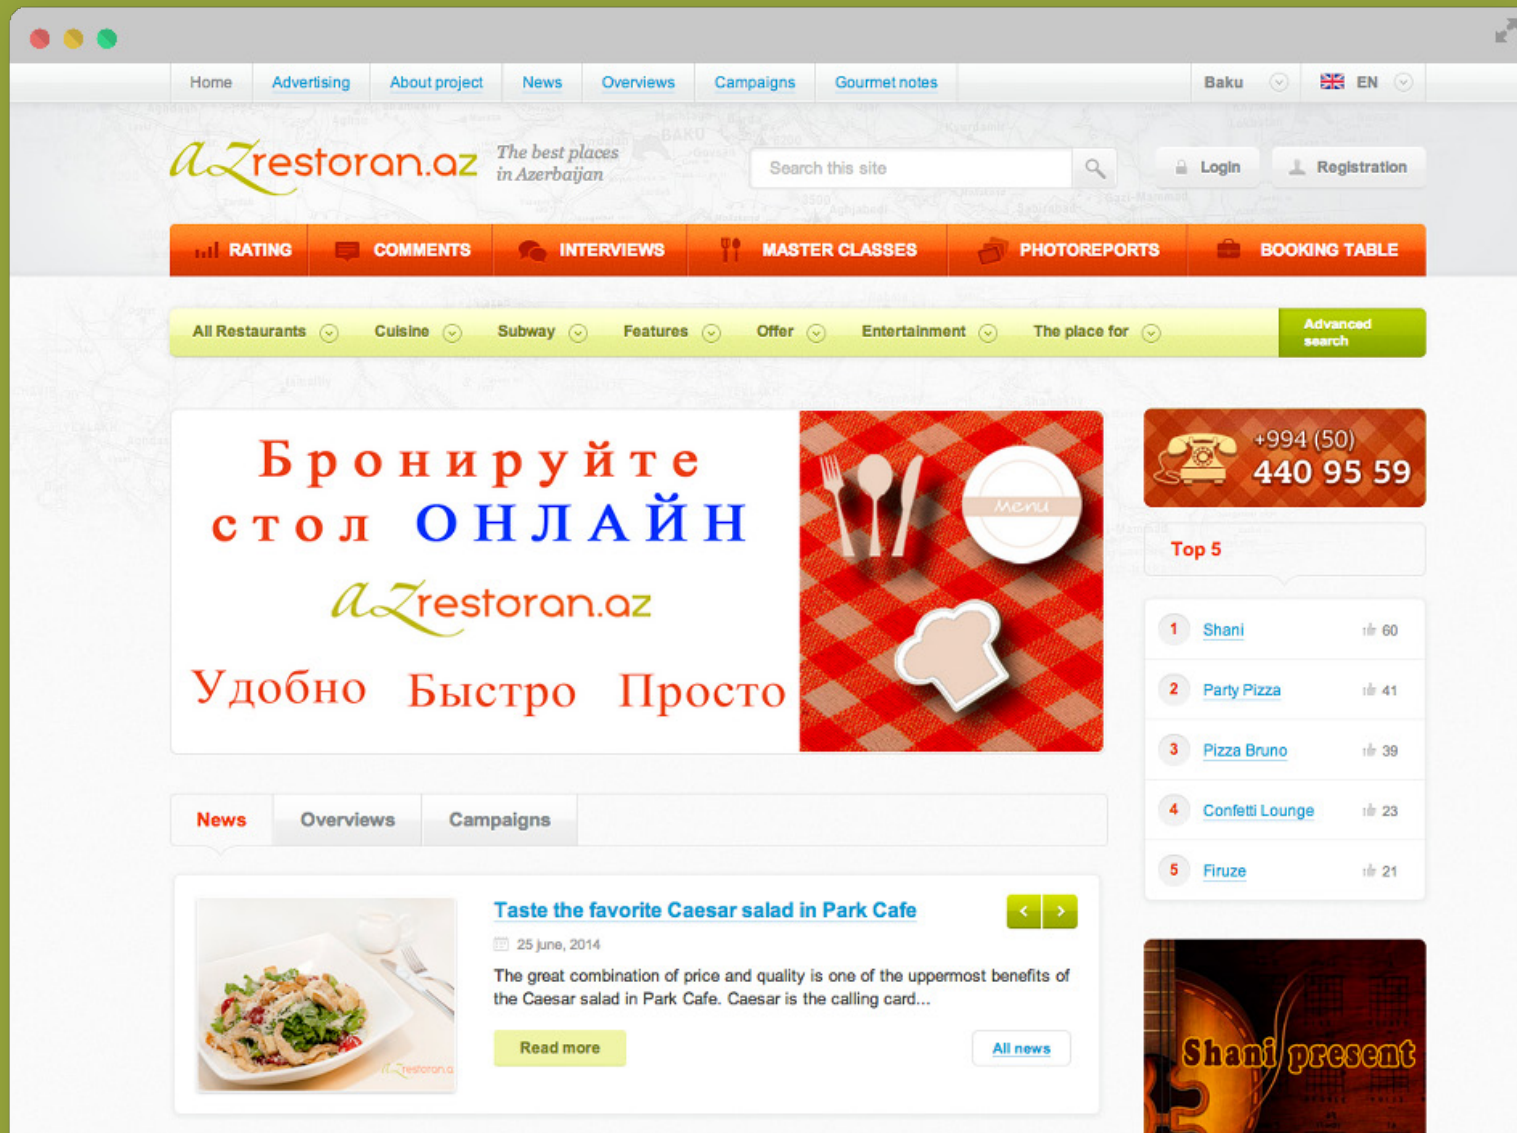 Home Advertising About project News Overviews Campaigns Gourmet notes Baku EN
azrestoran.az
The best places
in Azerbaijan
Search this site
Login
Registration
RATING COMMENTS INTERVIEWS MASTER CLASSES PHOTOREPORTS BOOKING TABLE
All Restaurants Cuisine Subway Features Offer Entertainment The place for
Advanced
search
Бронируйте
стол ОНЛАЙН
azrestoran.az
Удобно Быстро Просто
Menu
+994 (50)
440 95 59
Top 5
1 Shani 60
2 Party Pizza 41
3 Pizza Bruno 39
4 Confetti Lounge 23
5 Firuze 21
News Overviews Campaigns
Taste the favorite Caesar salad in Park Cafe
25 june, 2014
The great combination of price and quality is one of the uppermost benefits of
the Caesar salad in Park Cafe. Caesar is the calling card...
Read more
All news
azrestoran.a
Shani present